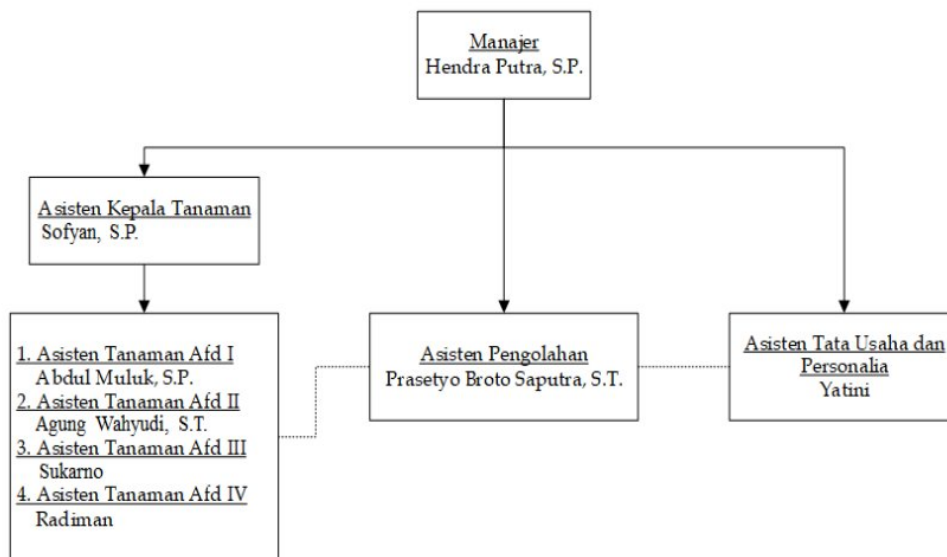 Manajer
Hendra Putra, S.P.
Asisten Kepala Tanaman
Sofyan, S.P.
1. Asisten Tanaman Afd I
Abdul Muluk, S.P.
2. Asisten Tanaman Afd II
Agung Wahyudi, S.T.
3. Asisten Tanaman Afd III
Sukarno
4. Asisten Tanaman Afd IV
Radiman
Asisten Pengolahan
Prasetyo Broto Saputra, S.T.
Asisten Tata Usaha dan
Personalia
Yatini